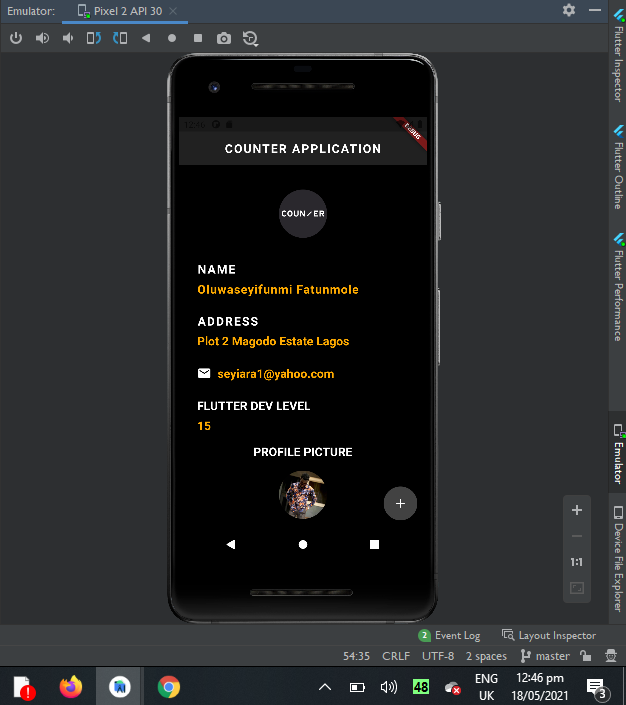 Emulator: Pixel 2 API 30
Flutter Inspector
Flutter Outline
Flutter Performance
Emulator
Device File Explorer
12:46
DEBUG
COUNTER APPLICATION
COUN/ER
NAME
Oluwaseyifunmi Fatunmole
ADDRESS
Plot 2 Magodo Estate Lagos
seyiara1@yahoo.com
FLUTTER DEV LEVEL
15
PROFILE PICTURE
1:1
2 Event Log Layout Inspector
54:35 CRLF UTF-8 2 spaces master
48
ENG
UK
12:46 pm
18/05/2021
3